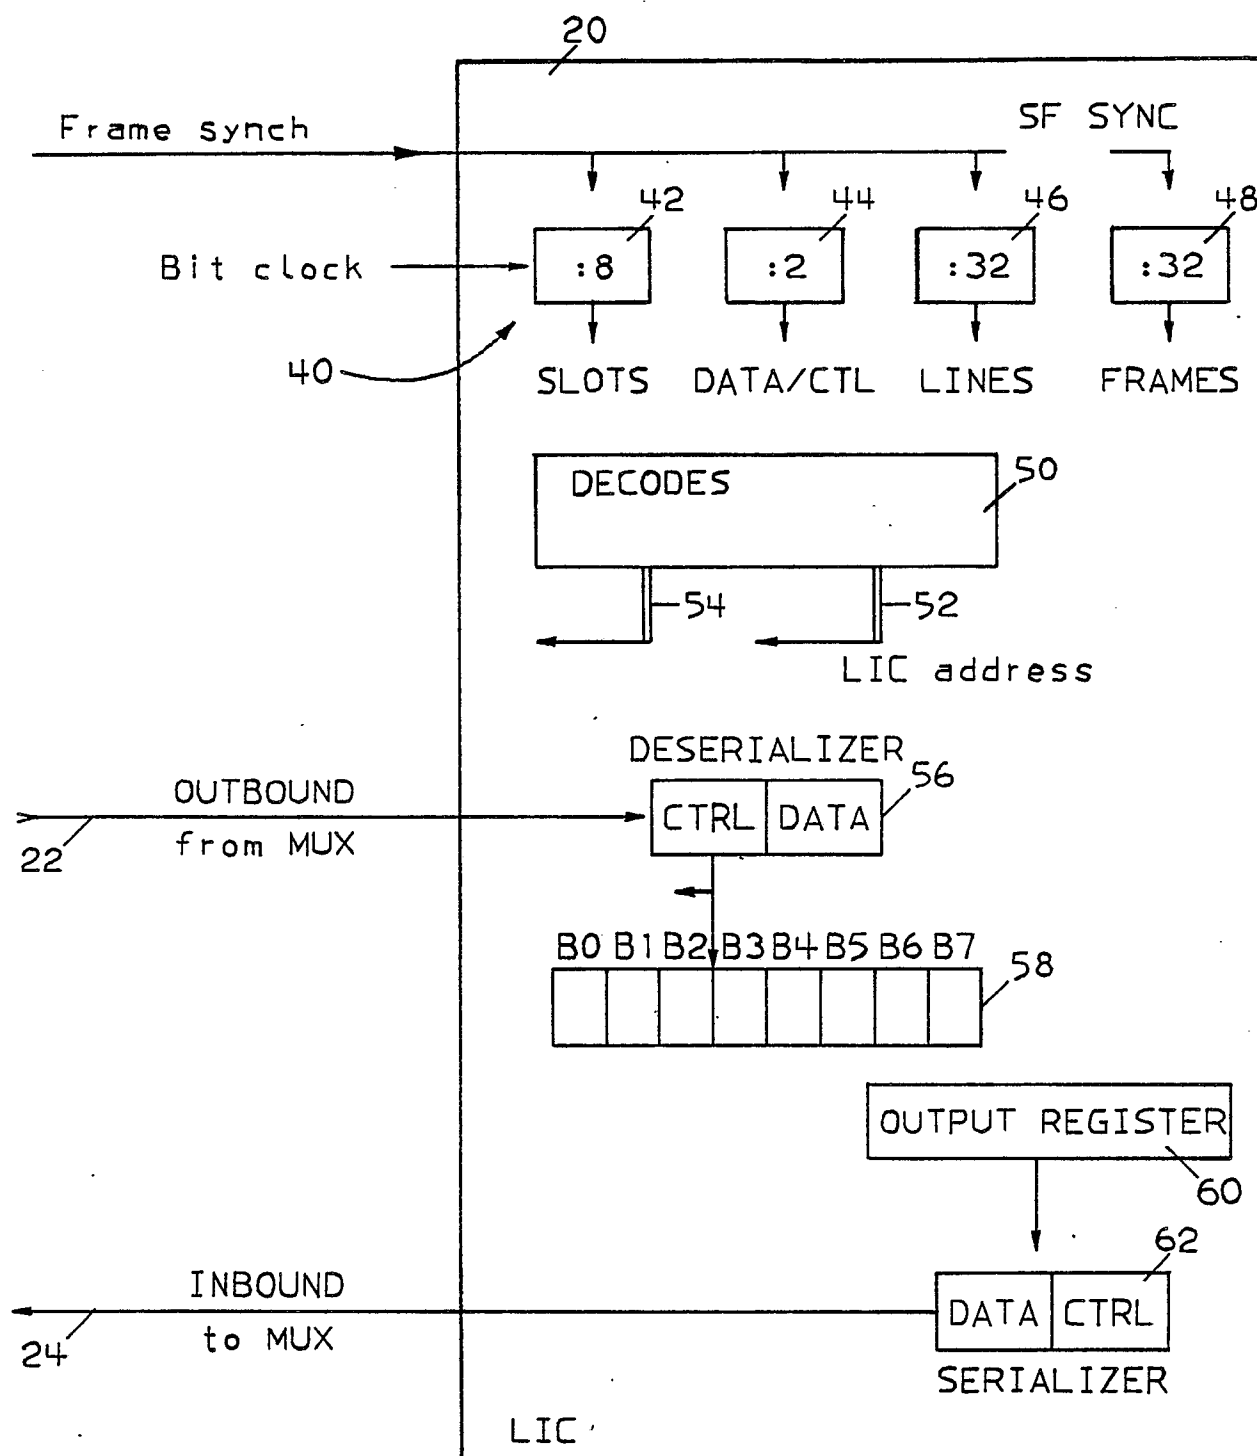 20
Frame synch
SF SYNC
42
44
46
48
Bit clock
:8
:2
:32
:32
40
SLOTS
DATA/CTL
LINES
FRAMES
DECODES
50
54
52
LIC address
DESERIALIZER
56
OUTBOUND
CTRL
DATA
22
from MUX
B0 B1 B2 B3 B4 B5 B6 B7
58
OUTPUT REGISTER
60
62
INBOUND
DATA
CTRL
24
to MUX
SERIALIZER
LIC